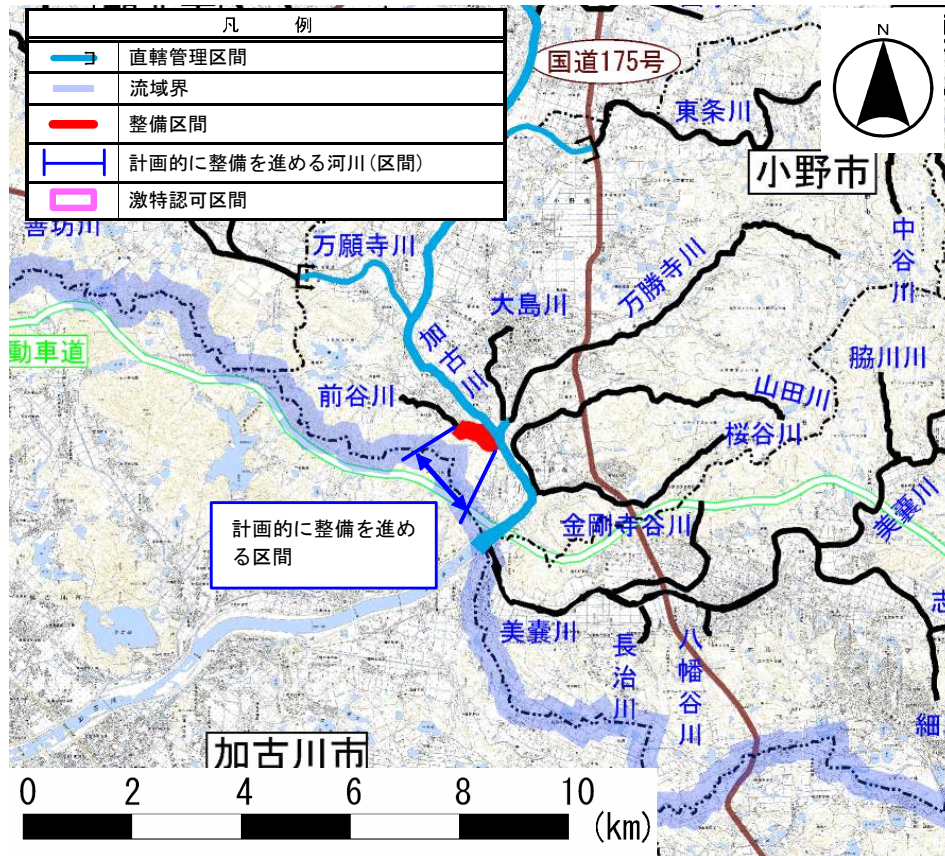 凡 例
直轄管理区間
流域界
整備区間
計画的に整備を進める河川(区間)
激特認可区間
国道175号
N
東条川
小野市
善坊川
万願寺川
中谷川
大島川
万勝寺川
加古川
動車道
脇川川
前谷川
山田川
桜谷川
計画的に整備を進め
る区間
金剛寺谷川
美嚢川
美嚢川
長治川
八幡谷川
志
細
加古川市
0 2 4 6 8 10
(km)